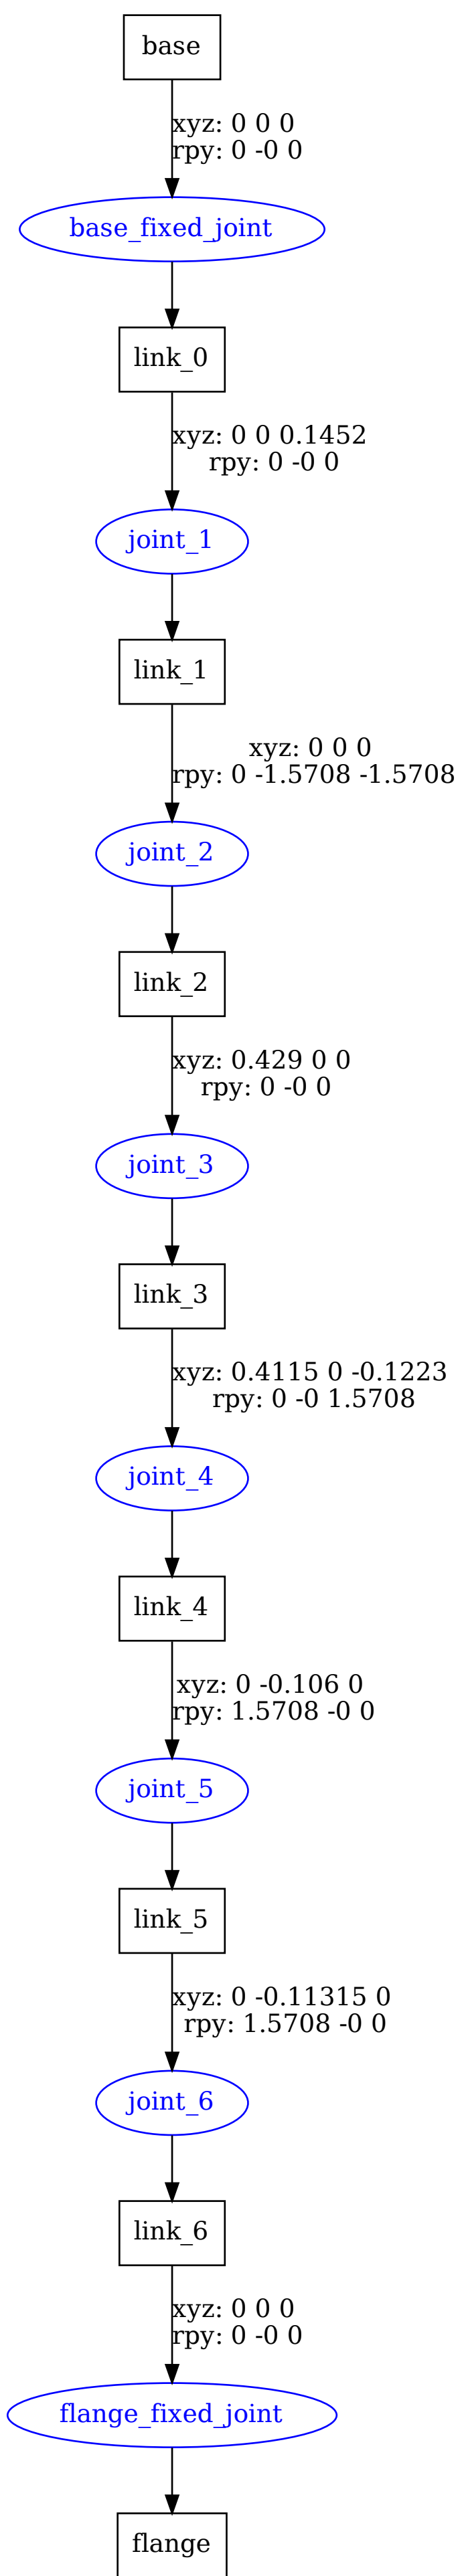 base
xyz: 0 0 0
rpy: 0 -0 0
base_fixed_joint
link_0
xyz: 0 0 0.1452
rpy: 0 -0 0
joint_1
link_1
xyz: 0 0 0
rpy: 0 -1.5708 -1.5708
joint_2
link_2
xyz: 0.429 0 0
rpy: 0 -0 0
joint_3
link_3
xyz: 0.4115 0 -0.1223
rpy: 0 -0 1.5708
joint_4
link_4
xyz: 0 -0.106 0
rpy: 1.5708 -0 0
joint_5
link_5
xyz: 0 -0.11315 0
rpy: 1.5708 -0 0
joint_6
link_6
xyz: 0 0 0
rpy: 0 -0 0
flange_fixed_joint
flange